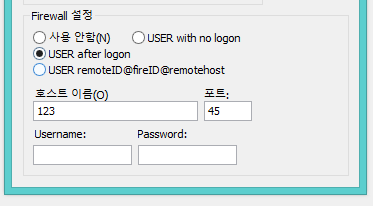 Firewall 설정
사용 안함(N) USER with no logon
USER after logon
USER remoteID@fireID@remotehost
호스트 이름(O) 포트:
123 45
Username: Password: